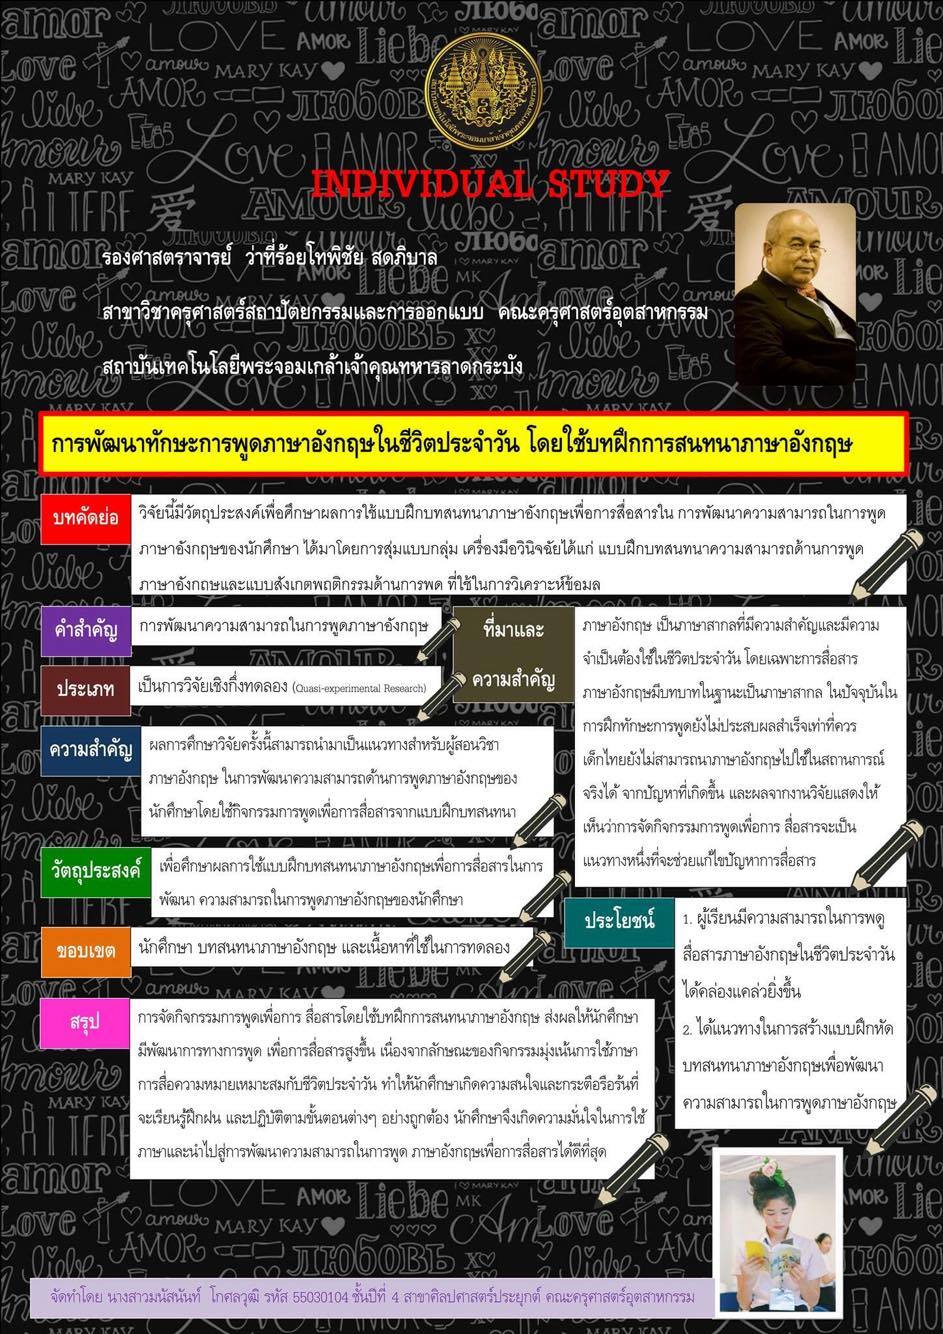 INDIVIDUAL STUDY
รองศาสตราจารย์ ว่าที่ร้อยโทพิชัย สดภิบาล
สาขาวิชาครุศาสตร์สถาปัตยกรรมและการออกแบบ คณะครุศาสตร์อุตสาหกรรม
สถาบันเทคโนโลยีพระจอมเกล้าเจ้าคุณทหารลาดกระบัง
การพัฒนาทักษะการพูดภาษาอังกฤษในชีวิตประจำวัน โดยใช้บทฝึกการสนทนาภาษาอังกฤษ
บทคัดย่อ
วิจัยนี้มีวัตถุประสงค์เพื่อศึกษาผลการใช้แบบฝึกบทสนทนาภาษาอังกฤษเพื่อการสื่อสารใน การพัฒนาความสามารถในการพูด
ภาษาอังกฤษของนักศึกษา ได้มาโดยการสุ่มแบบกลุ่ม เครื่องมือวินิจฉัยได้แก่ แบบฝึกบทสนทนาความสามารถด้านการพูด
ภาษาอังกฤษและแบบสังเกตพฤติกรรมด้านการพูด ที่ใช้ในการวิเคราะห์ข้อมูล
คำสำคัญ
การพัฒนาความสามารถในการพูดภาษาอังกฤษ
ประเภท
เป็นการวิจัยเชิงกึ่งทดลอง (Quasi-experimental Research)
ความสำคัญ
ผลการศึกษาวิจัยครั้งนี้สามารถนำมาเป็นแนวทางสำหรับผู้สอนวิชา
ภาษาอังกฤษ ในการพัฒนาความสามารถด้านการพูดภาษาอังกฤษของ
นักศึกษาโดยใช้กิจกรรมการพูดเพื่อการสื่อสารจากแบบฝึกบทสนทนา
วัตถุประสงค์
เพื่อศึกษาผลการใช้แบบฝึกบทสนทนาภาษาอังกฤษเพื่อการสื่อสารในการ
พัฒนา ความสามารถในการพูดภาษาอังกฤษของนักศึกษา
ขอบเขต
นักศึกษา บทสนทนาภาษาอังกฤษ และเนื้อหาที่ใช้ในการทดลอง
สรุป
การจัดกิจกรรมการพูดเพื่อการ สื่อสารโดยใช้บทฝึกการสนทนาภาษาอังกฤษ ส่งผลให้นักศึกษา
มีพัฒนาการทางการพูด เพื่อการสื่อสารสูงขึ้น เนื่องจากลักษณะของกิจกรรมมุ่งเน้นการใช้ภาษา
การสื่อความหมายเหมาะสมกับชีวิตประจำวัน ทำให้นักศึกษาเกิดความสนใจและกระตือรือร้นที่
จะเรียนรู้ฝึกฝน และปฏิบัติตามขั้นตอนต่างๆ อย่างถูกต้อง นักศึกษาจึงเกิดความมั่นใจในการใช้
ภาษาและนำไปสู่การพัฒนาความสามารถในการพูด ภาษาอังกฤษเพื่อการสื่อสารได้ดีที่สุด
ที่มาและ
ความสำคัญ
ภาษาอังกฤษ เป็นภาษาสากลที่มีความสำคัญและมีความ
จำเป็นต้องใช้ในชีวิตประจำวัน โดยเฉพาะการสื่อสาร
ภาษาอังกฤษมีบทบาทในฐานะเป็นภาษาสากล ในปัจจุบันใน
การฝึกทักษะการพูดยังไม่ประสบผลสำเร็จเท่าที่ควร
เด็กไทยยังไม่สามารถนำภาษาอังกฤษไปใช้ในสถานการณ์
จริงได้ จากปัญหาที่เกิดขึ้น และผลจากงานวิจัยแสดงให้
เห็นว่าการจัดกิจกรรมการพูดเพื่อการ สื่อสารจะเป็น
แนวทางหนึ่งที่จะช่วยแก้ไขปัญหาการสื่อสาร
ประโยชน์
1. ผู้เรียนมีความสามารถในการพดู
สื่อสารภาษาอังกฤษในชีวิตประจำวัน
ได้คล่องแคล่วยิ่งขึ้น
2. ได้แนวทางในการสร้างแบบฝึกหัด
บทสนทนาภาษาอังกฤษเพื่อพัฒนา
ความสามารถในการพูดภาษาอังกฤษ
จัดทำโดย นางสาวมนัสนันท์ โกศลวุฒิ รหัส 55030104 ชั้นปีที่ 4 สาขาศิลปศาสตร์ประยุกต์ คณะครุศาสตร์อุตสาหกรรม